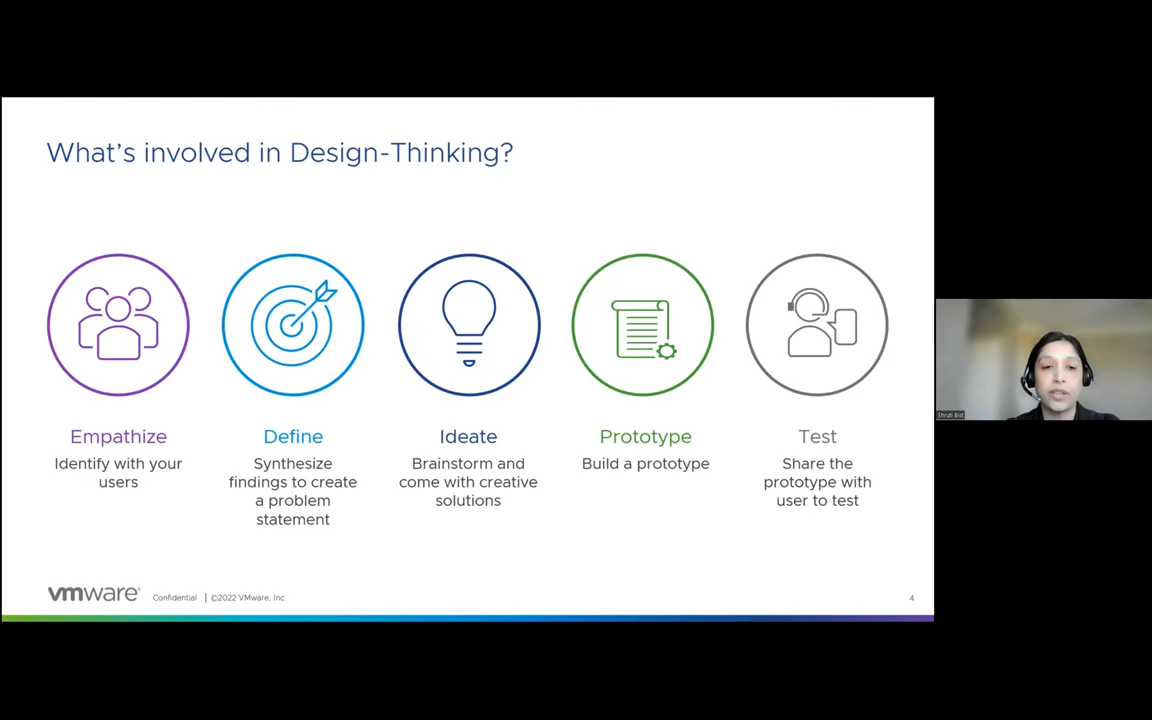 What's involved in Design-Thinking?
Empathize
Identify with your
users
Define
Synthesize
findings to create
a problem
statement
Ideate
Brainstorm and
come with creative
solutions
Prototype
Build a prototype
Test
Share the
prototype with
user to test
Shruti Bist
vmware® Confidential | ©2022 VMware, Inc. 4